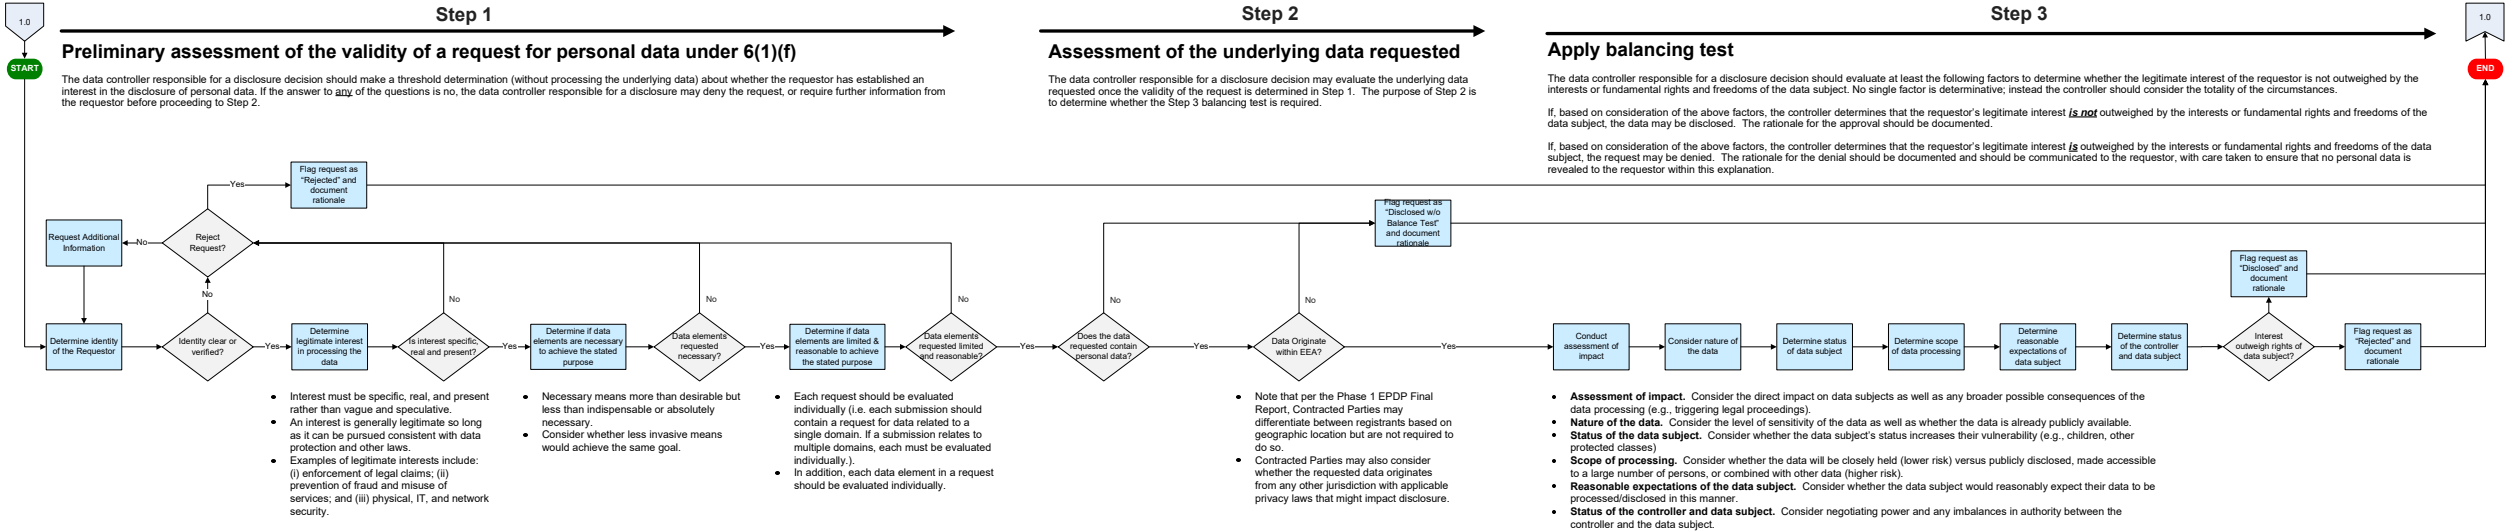 1.0
START
Step 1
Preliminary assessment of the validity of a request for personal data under 6(1)(f)
The data controller responsible for a disclosure decision should make a threshold determination (without processing the underlying data) about whether the requestor has established an
interest in the disclosure of personal data. If the answer to any of the questions is no, the data controller responsible for a disclosure may deny the request, or require further information from
the requestor before proceeding to Step 2.
Step 2
Assessment of the underlying data requested
The data controller responsible for a disclosure decision may evaluate the underlying data
requested once the validity of the request is determined in Step 1. The purpose of Step 2 is
to determine whether the Step 3 balancing test is required.
Step 3
Apply balancing test
The data controller responsible for a disclosure decision should evaluate at least the following factors to determine whether the legitimate interest of the requestor is not outweighed by the
interests or fundamental rights and freedoms of the data subject. No single factor is determinative; instead the controller should consider the totality of the circumstances.
If, based on consideration of the above factors, the controller determines that the requestor's legitimate interest is not outweighed by the interests or fundamental rights and freedoms of the
data subject, the data may be disclosed. The rationale for the approval should be documented.
If, based on consideration of the above factors, the controller determines that the requestor's legitimate interest is outweighed by the interests or fundamental rights and freedoms of the data
subject, the request may be denied. The rationale for the denial should be documented and should be communicated to the requestor, with care taken to ensure that no personal data is
revealed to the requestor within this explanation.
1.0
END
Yes
Flag request as
"Rejected" and
document
rationale
Request Additional
Information
No
Reject
Request?
No
Determine identity
of the Requestor
Identity clear or
verified?
Yes
Determine
legitimate interest
in processing the
data
Is interest specific,
real and present?
No
Yes
Determine if data
elements are necessary
to achieve the stated
purpose
Data elements
requested
necessary?
No
Yes
Determine if data
elements are limited &
reasonable to achieve
the stated purpose
Data elements
requested limited
and reasonable?
No
Yes
Does the data
requested contain
personal data?
No
Yes
Data Originate
within EEA?
No
Yes
Flag request as
"Disclosed w/o
Balance Test"
and document
rationale
Conduct
assessment of
impact
Consider nature of
the data
Determine status
of data subject
Determine scope
of data processing
Determine
reasonable
expectations of
data subject
Determine status
of the controller
and data subject
Interest
outweigh rights of
data subject?
Flag request as
"Disclosed" and
document
rationale
Flag request as
"Rejected" and
document
rationale
• Interest must be specific, real, and present
rather than vague and speculative.
• An interest is generally legitimate so long
as it can be pursued consistent with data
protection and other laws.
• Examples of legitimate interests include:
(i) enforcement of legal claims; (ii)
prevention of fraud and misuse of
services; and (iii) physical, IT, and network
security.
• Necessary means more than desirable but
less than indispensable or absolutely
necessary.
• Consider whether less invasive means
would achieve the same goal.
• Each request should be evaluated
individually (i.e. each submission should
contain a request for data related to a
single domain. If a submission relates to
multiple domains, each must be evaluated
individually.).
• In addition, each data element in a request
should be evaluated individually.
• Note that per the Phase 1 EPDP Final
Report, Contracted Parties may
differentiate between registrants based on
geographic location but are not required to
do so.
• Contracted Parties may also consider
whether the requested data originates
from any other jurisdiction with applicable
privacy laws that might impact disclosure.
• Assessment of impact. Consider the direct impact on data subjects as well as any broader possible consequences of the
data processing (e.g., triggering legal proceedings).
• Nature of the data. Consider the level of sensitivity of the data as well as whether the data is already publicly available.
• Status of the data subject. Consider whether the data subject's status increases their vulnerability (e.g., children, other
protected classes)
• Scope of processing. Consider whether the data will be closely held (lower risk) versus publicly disclosed, made accessible
to a large number of persons, or combined with other data (higher risk).
• Reasonable expectations of the data subject. Consider whether the data subject would reasonably expect their data to be
processed/disclosed in this manner.
• Status of the controller and data subject. Consider negotiating power and any imbalances in authority between the
controller and the data subject.